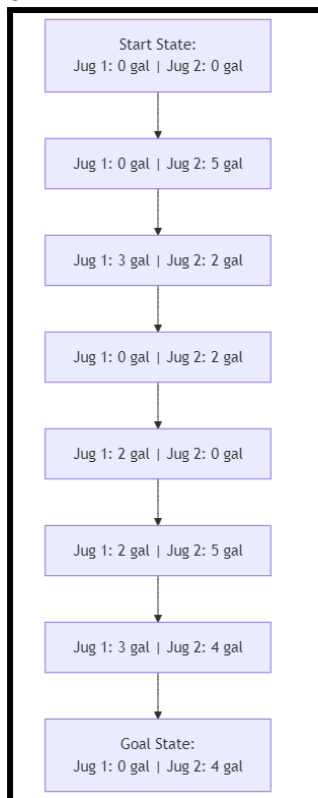 Start State:
Jug 1: 0 gal | Jug 2: 0 gal
Jug 1: 0 gal | Jug 2: 5 gal
Jug 1: 3 gal | Jug 2: 2 gal
Jug 1: 0 gal | Jug 2: 2 gal
Jug 1: 2 gal | Jug 2: 0 gal
Jug 1: 2 gal | Jug 2: 5 gal
Jug 1: 3 gal | Jug 2: 4 gal
Goal State:
Jug 1: 0 gal | Jug 2: 4 gal